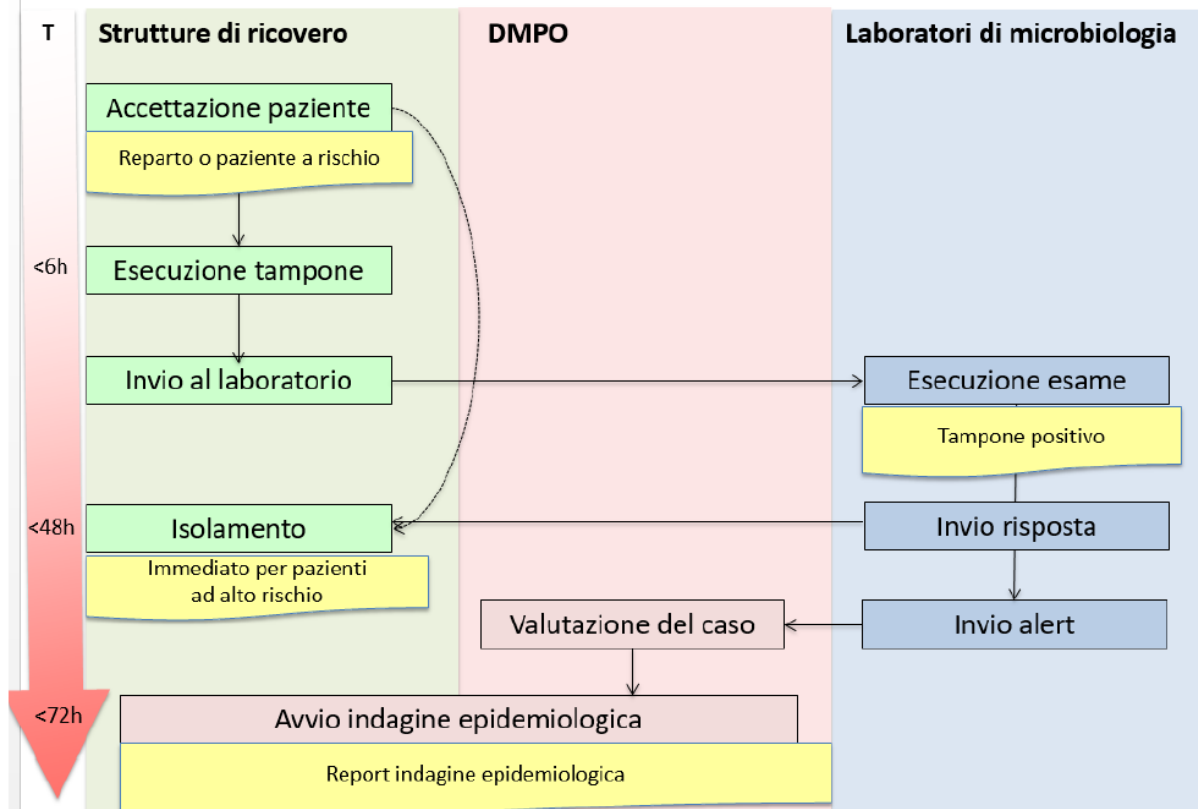 T
Strutture di ricovero
DMPO
Laboratori di microbiologia
Accettazione paziente
Reparto o paziente a rischio
<6h
Esecuzione tampone
Invio al laboratorio
Esecuzione esame
Tampone positivo
<48h
Isolamento
Invio risposta
Immediato per pazienti
ad alto rischio
Valutazione del caso
Invio alert
<72h
Avvio indagine epidemiologica
Report indagine epidemiologica